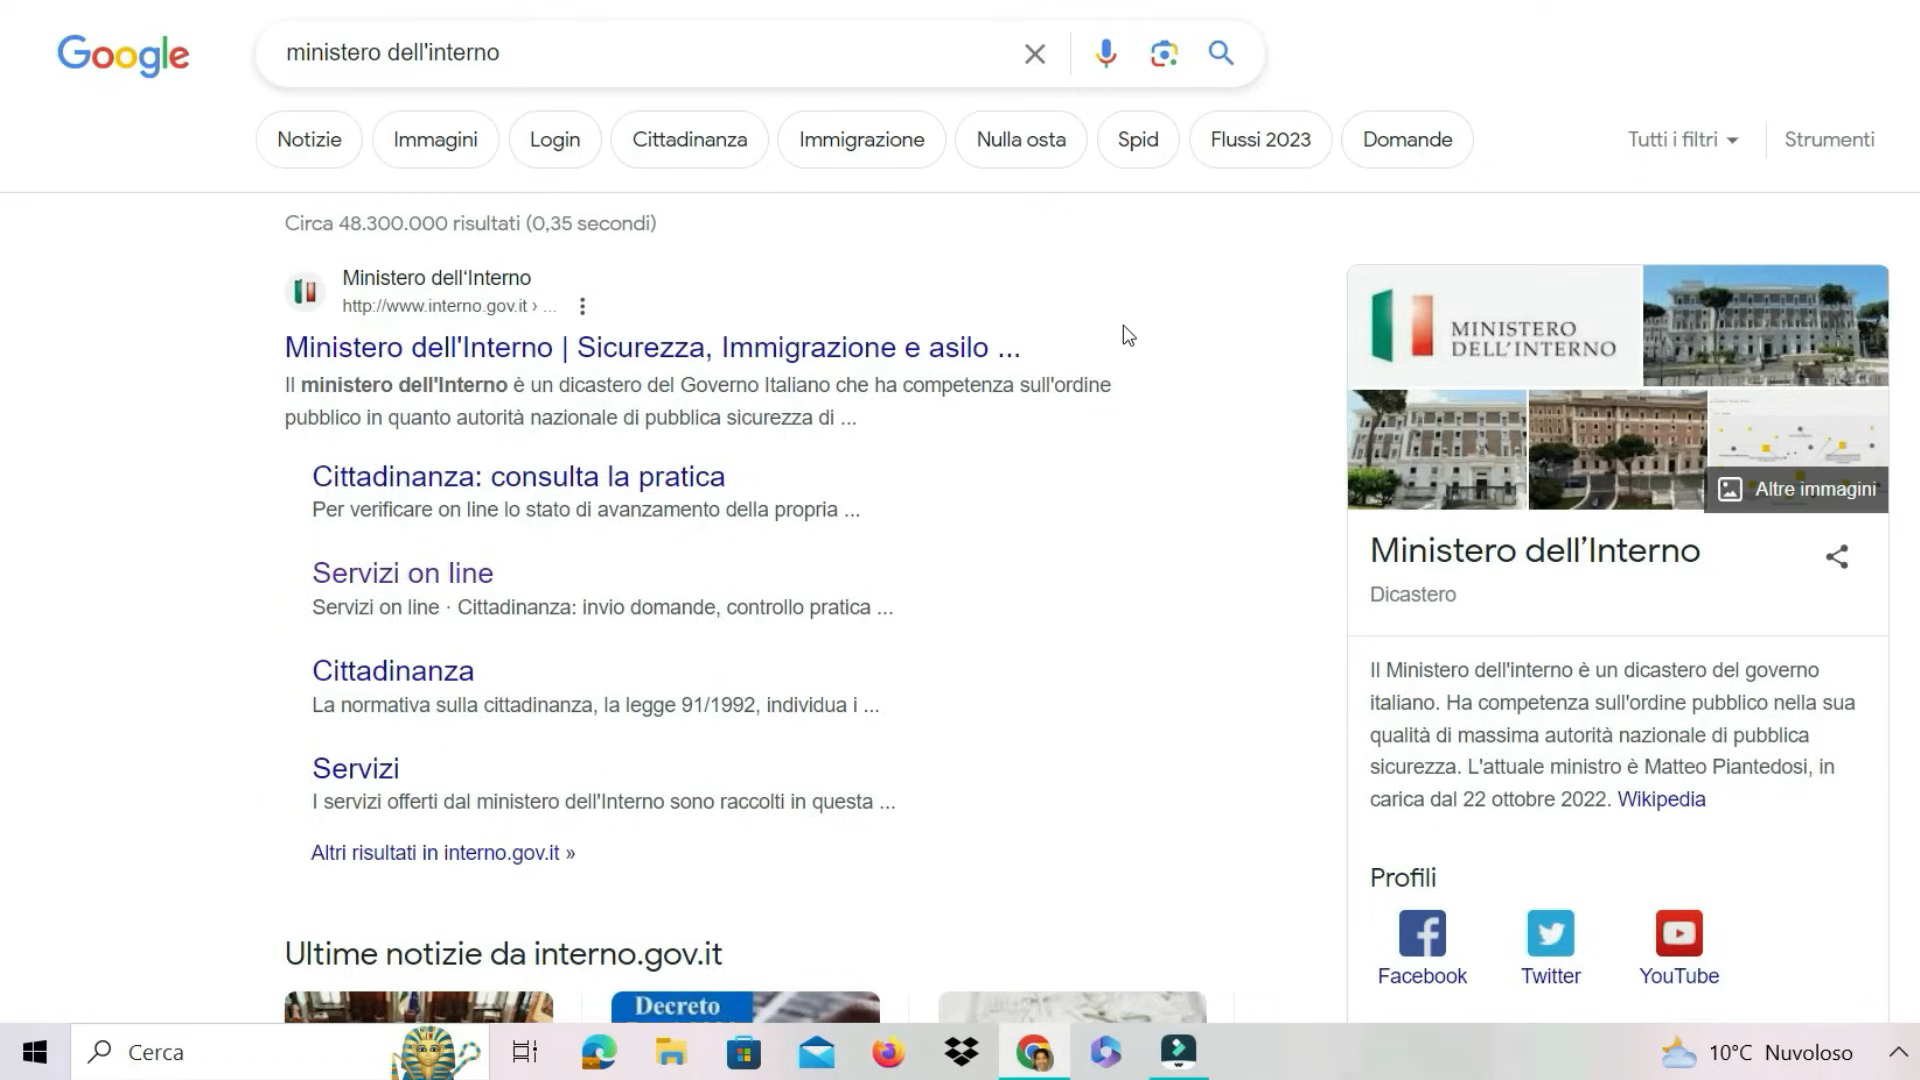 Google
ministero dell'interno
Notizie
Immagini
Login
Cittadinanza
Immigrazione
Nulla osta
Spid
Flussi 2023
Domande
Tutti i filtri
Strumenti
Circa 48.300.000 risultati (0,35 secondi)
Ministero dell'Interno
http://www.interno.gov.it › ...
Ministero dell'Interno | Sicurezza, Immigrazione e asilo ...
Il ministero dell'Interno è un dicastero del Governo Italiano che ha competenza sull'ordine
pubblico in quanto autorità nazionale di pubblica sicurezza di ...
Cittadinanza: consulta la pratica
Per verificare on line lo stato di avanzamento della propria ...
Servizi on line
Servizi on line · Cittadinanza: invio domande, controllo pratica ...
Cittadinanza
La normativa sulla cittadinanza, la legge 91/1992, individua i ...
Servizi
I servizi offerti dal ministero dell'Interno sono raccolti in questa ...
Altri risultati in interno.gov.it »
Ultime notizie da interno.gov.it
Decreto
MINISTERO
DELL'INTERNO
Altre immagini
Ministero dell’Interno
Dicastero
Il Ministero dell'interno è un dicastero del governo
italiano. Ha competenza sull'ordine pubblico nella sua
qualità di massima autorità nazionale di pubblica
sicurezza. L'attuale ministro è Matteo Piantedosi, in
carica dal 22 ottobre 2022. Wikipedia
Profili
Facebook
Twitter
YouTube
Cerca
10°C Nuvoloso